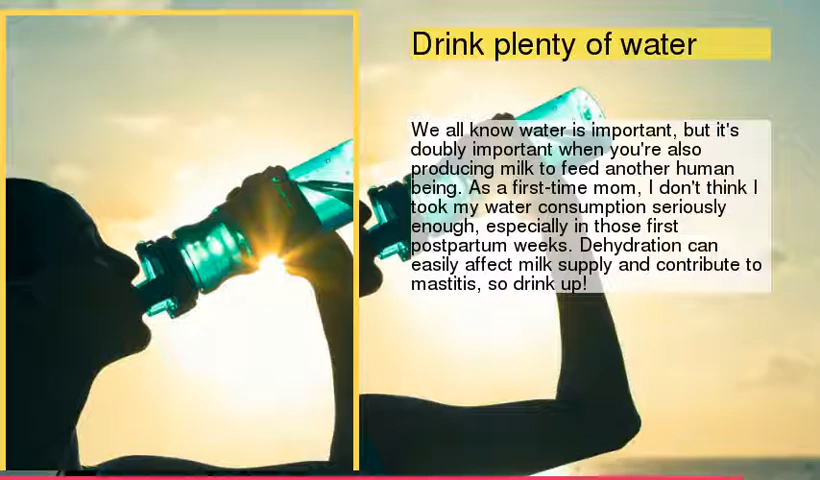 Drink plenty of water
We all know water is important, but it's
doubly important when you're also
producing milk to feed another human
being. As a first-time mom, I don't think I
took my water consumption seriously
enough, especially in those first
postpartum weeks. Dehydration can
easily affect milk supply and contribute to
mastitis, so drink up!